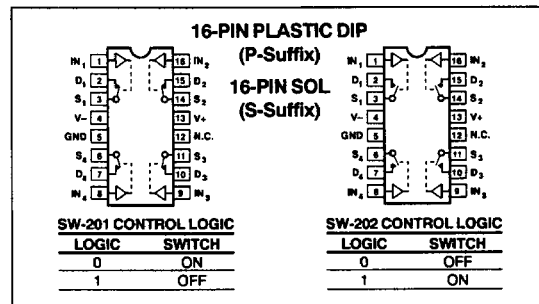 16-PIN PLASTIC DIP
(P-Suffix)
16-PIN SOL
(S-Suffix)
IN₁ 1 16 IN₂
D₁ 2 15 D₂
S₁ 3 14 S₂
V– 4 13 V+
GND 5 12 N.C.
S₄ 6 11 S₃
D₄ 7 10 D₃
IN₄ 8 9 IN₃
IN₁ 1 16 IN₂
D₁ 2 15 D₂
S₁ 3 14 S₂
V– 4 13 V+
GND 5 12 N.C.
S₄ 6 11 S₃
D₄ 7 10 D₃
IN₄ 8 9 IN₃
SW-201 CONTROL LOGIC
LOGIC SWITCH
0 ON
1 OFF
SW-202 CONTROL LOGIC
LOGIC SWITCH
0 OFF
1 ON